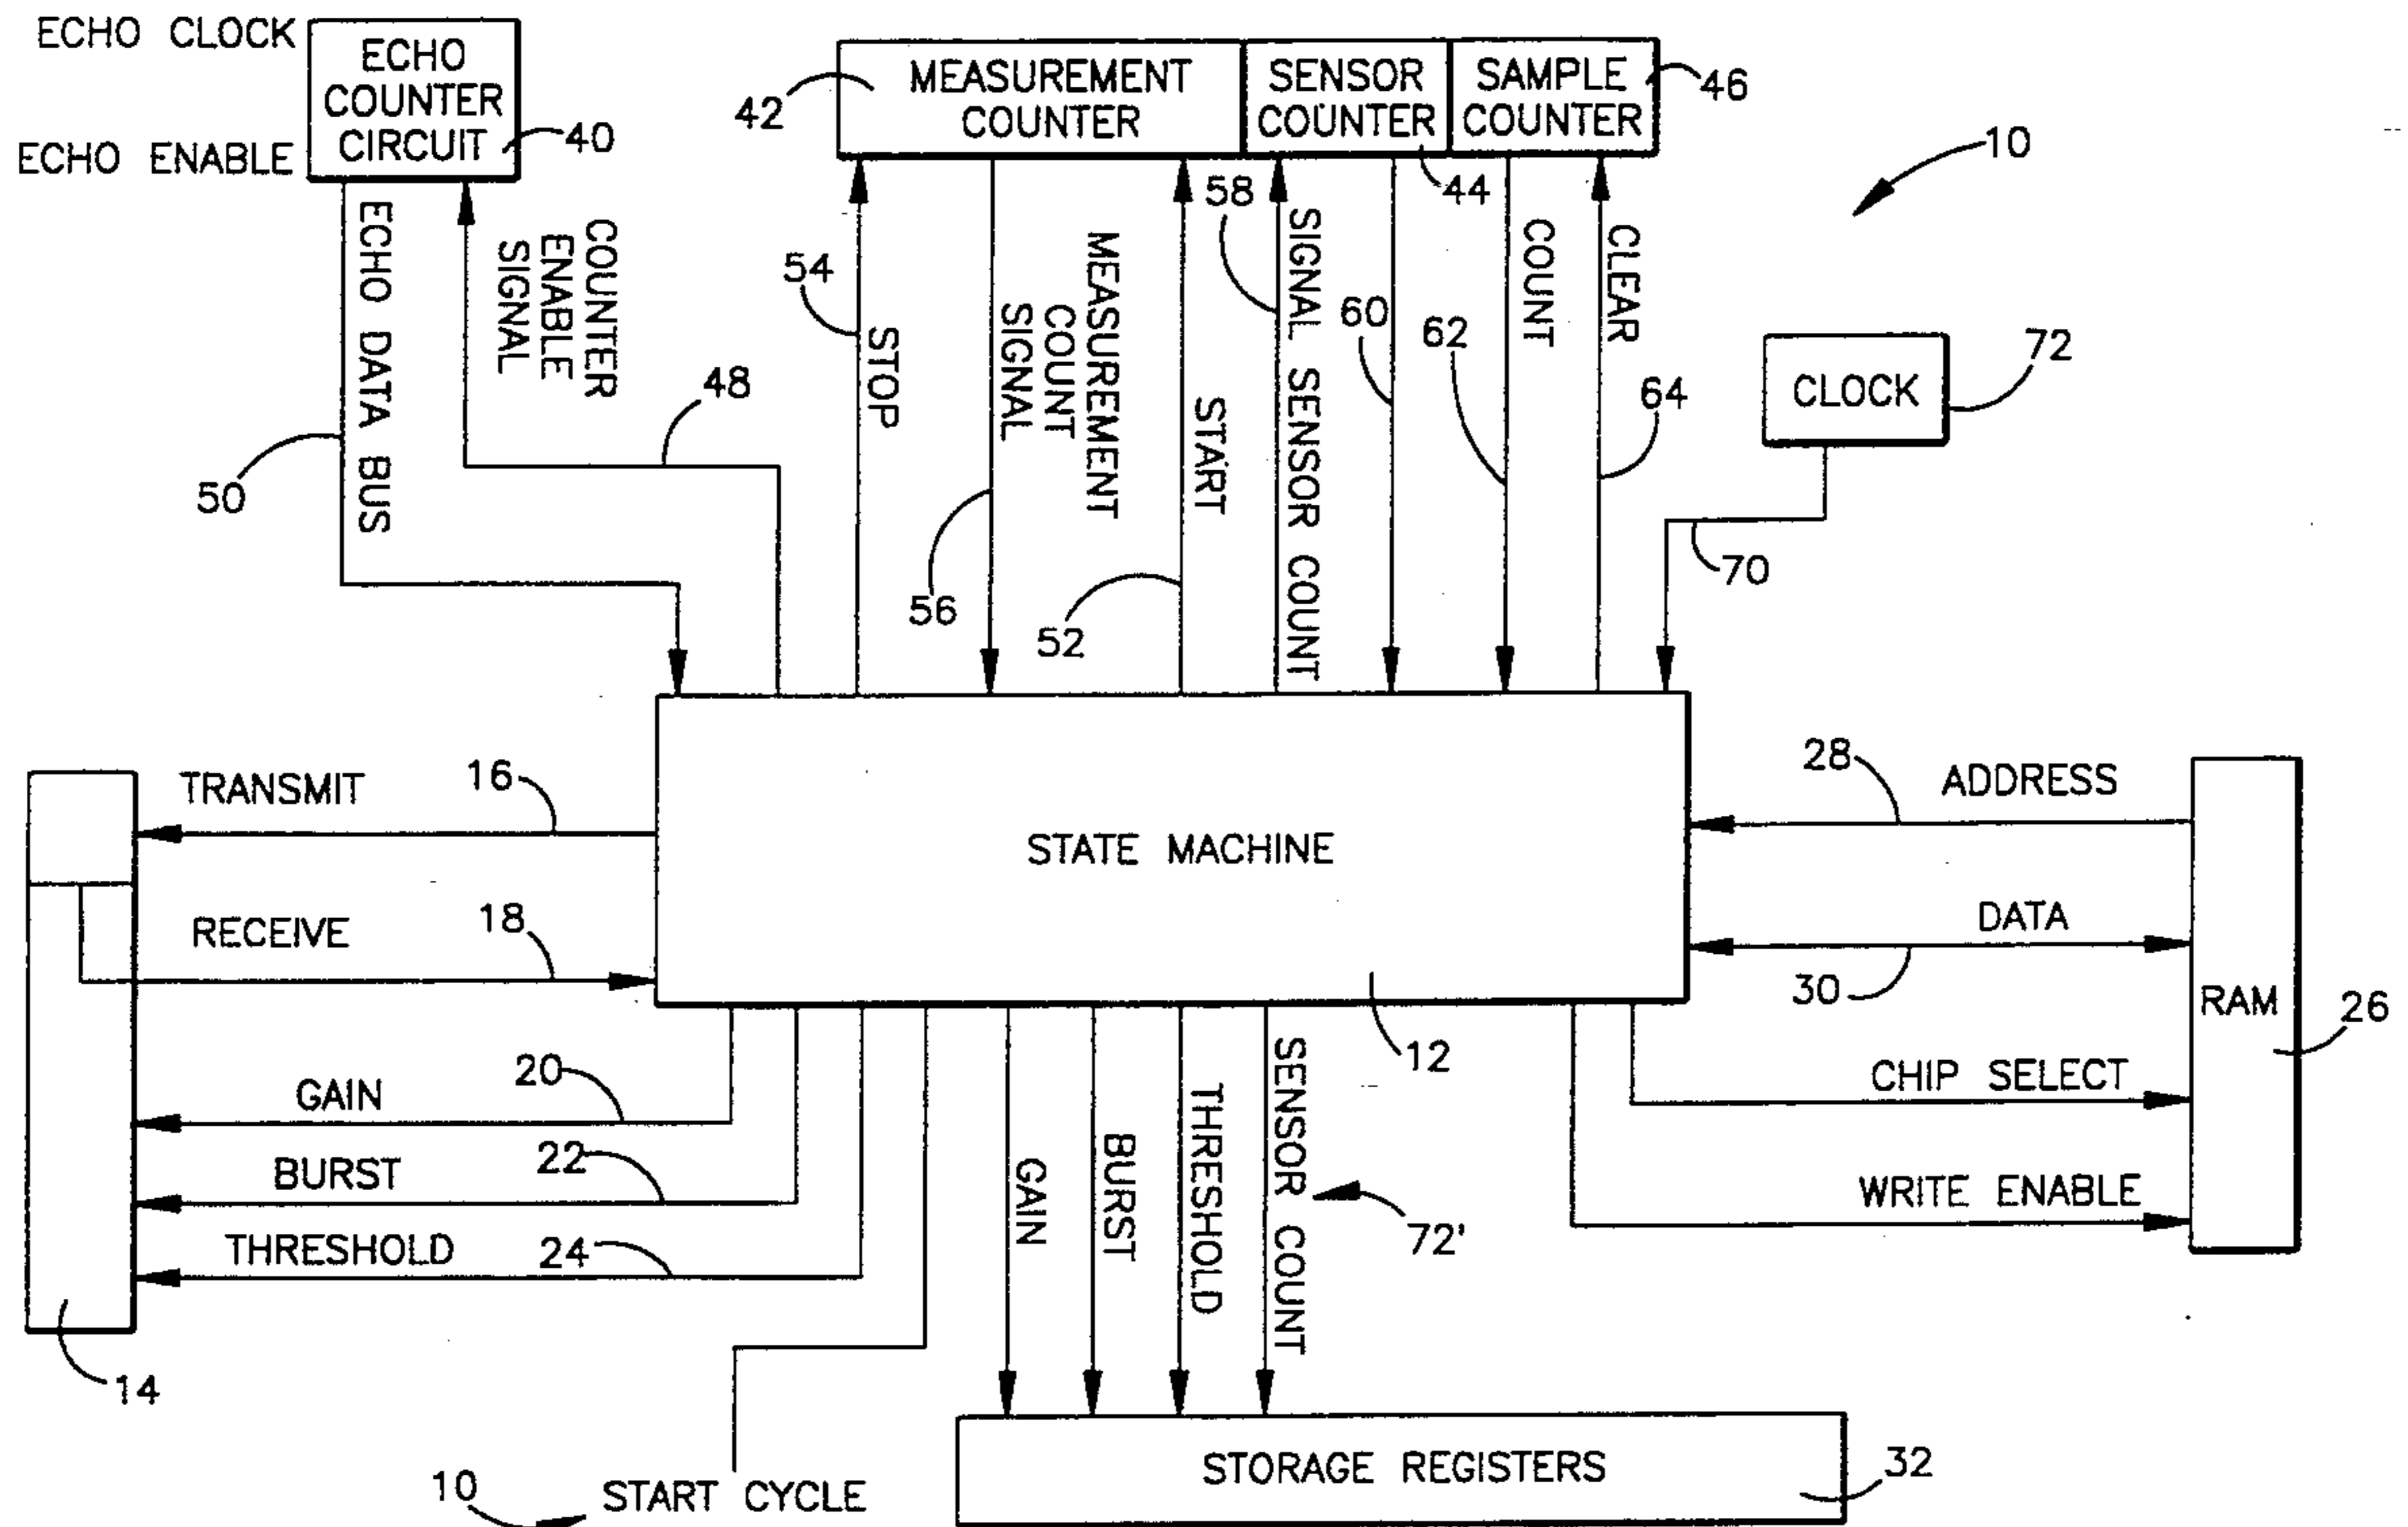 ECHO CLOCK
ECHO ENABLE
ECHO
COUNTER
CIRCUIT
40
42
MEASUREMENT
COUNTER
SENSOR
COUNTER
44
SAMPLE
COUNTER
46
10
ECHO DATA BUS
50
COUNTER
ENABLE
SIGNAL
48
54
STOP
MEASUREMENT
COUNT
SIGNAL
56
START
52
58
SIGNAL SENSOR COUNT
60
COUNT
62
CLEAR
64
CLOCK
72
70
TRANSMIT
16
RECEIVE
18
STATE MACHINE
12
28
ADDRESS
DATA
30
RAM
26
CHIP SELECT
WRITE ENABLE
GAIN
20
BURST
22
THRESHOLD
24
14
GAIN
BURST
THRESHOLD
SENSOR COUNT
72'
10
START CYCLE
STORAGE REGISTERS
32